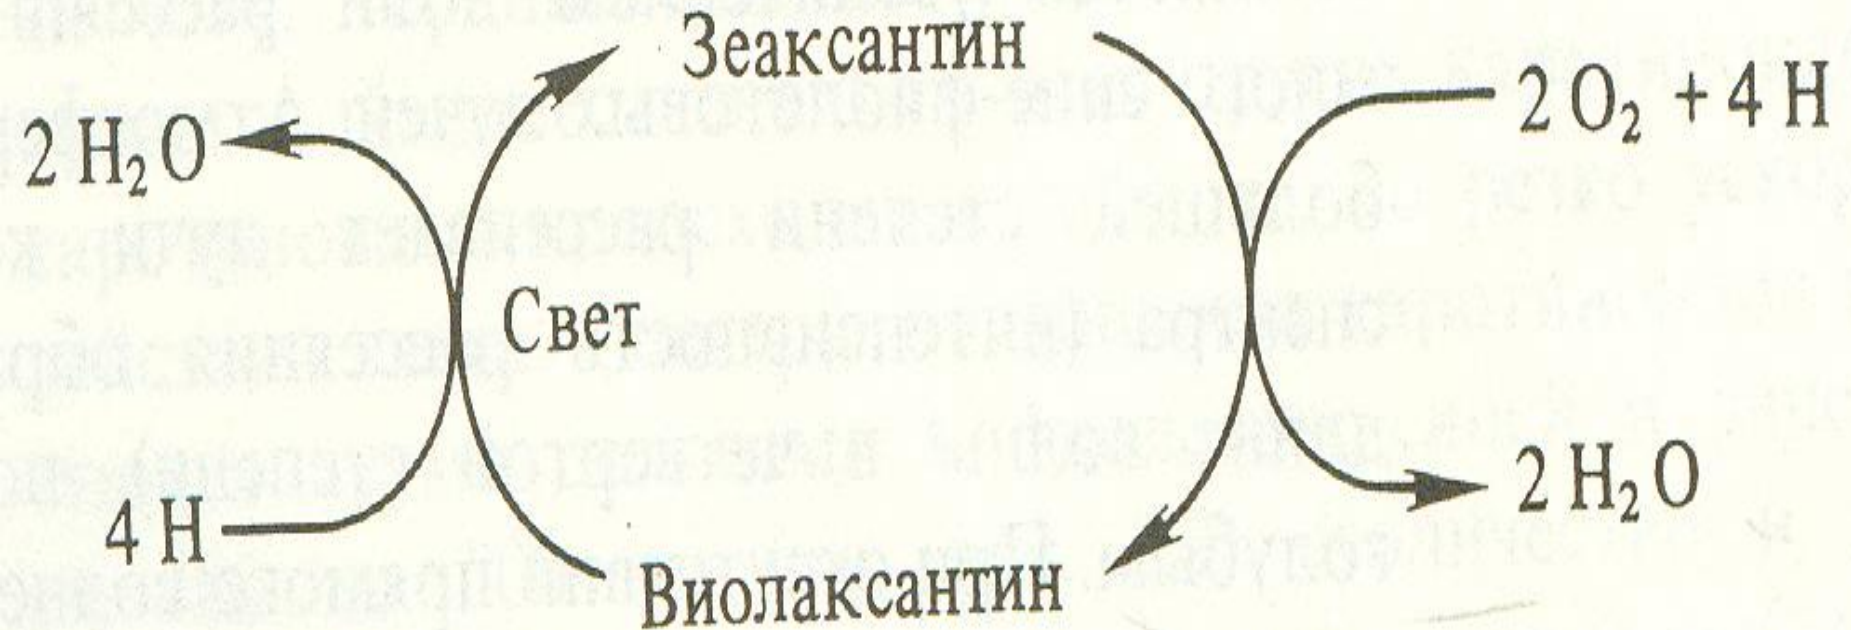 Зеаксантин
2 O₂ + 4 H
2 H₂O
Свет
4 H
2 H₂O
Виолаксантин